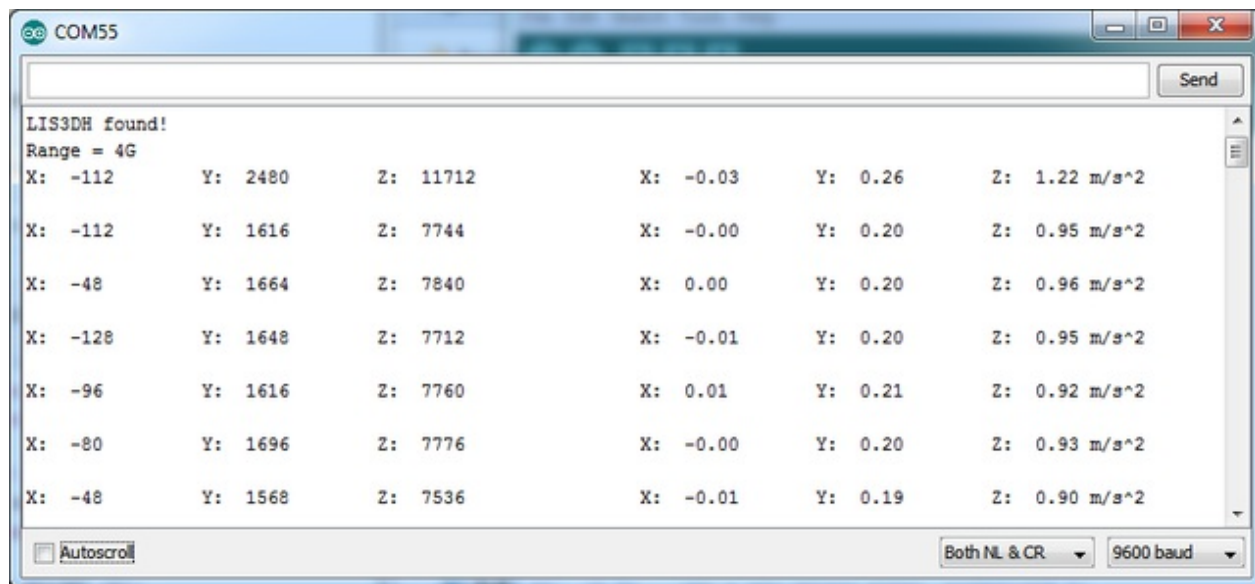 COM55
Send
LIS3DH found!
Range = 4G
X: -112 Y: 2480 Z: 11712 X: -0.03 Y: 0.26 Z: 1.22 m/s^2
X: -112 Y: 1616 Z: 7744 X: -0.00 Y: 0.20 Z: 0.95 m/s^2
X: -48 Y: 1664 Z: 7840 X: 0.00 Y: 0.20 Z: 0.96 m/s^2
X: -128 Y: 1648 Z: 7712 X: -0.01 Y: 0.20 Z: 0.95 m/s^2
X: -96 Y: 1616 Z: 7760 X: 0.01 Y: 0.21 Z: 0.92 m/s^2
X: -80 Y: 1696 Z: 7776 X: -0.00 Y: 0.20 Z: 0.93 m/s^2
X: -48 Y: 1568 Z: 7536 X: -0.01 Y: 0.19 Z: 0.90 m/s^2
Autoscroll Both NL & CR 9600 baud